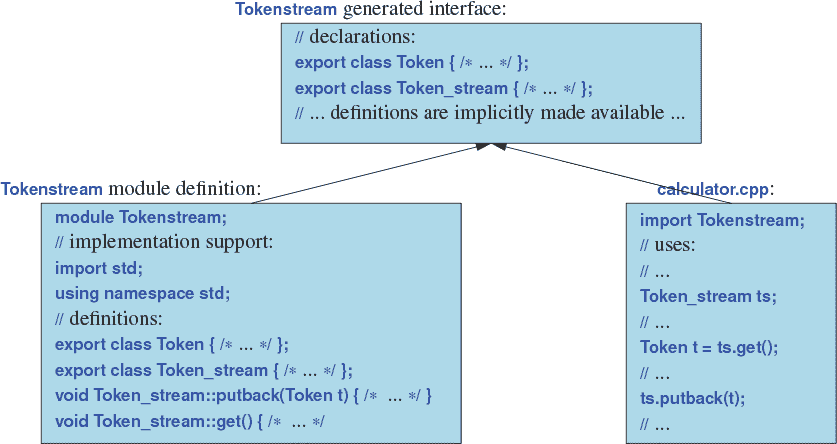 Tokenstream generated interface:
// declarations:
export class Token { /* ... */ };
export class Token_stream { /* ... */ };
// ... definitions are implicitly made available ...
Tokenstream module definition:
module Tokenstream;
// implementation support:
import std;
using namespace std;
// definitions:
export class Token { /* ... */ };
export class Token_stream { /* ... */ };
void Token_stream::putback(Token t) { /* ... */ }
void Token_stream::get() { /* ... */
calculator.cpp:
import Tokenstream;
// uses:
// ...
Token_stream ts;
// ...
Token t = ts.get();
// ...
ts.putback(t);
// ...